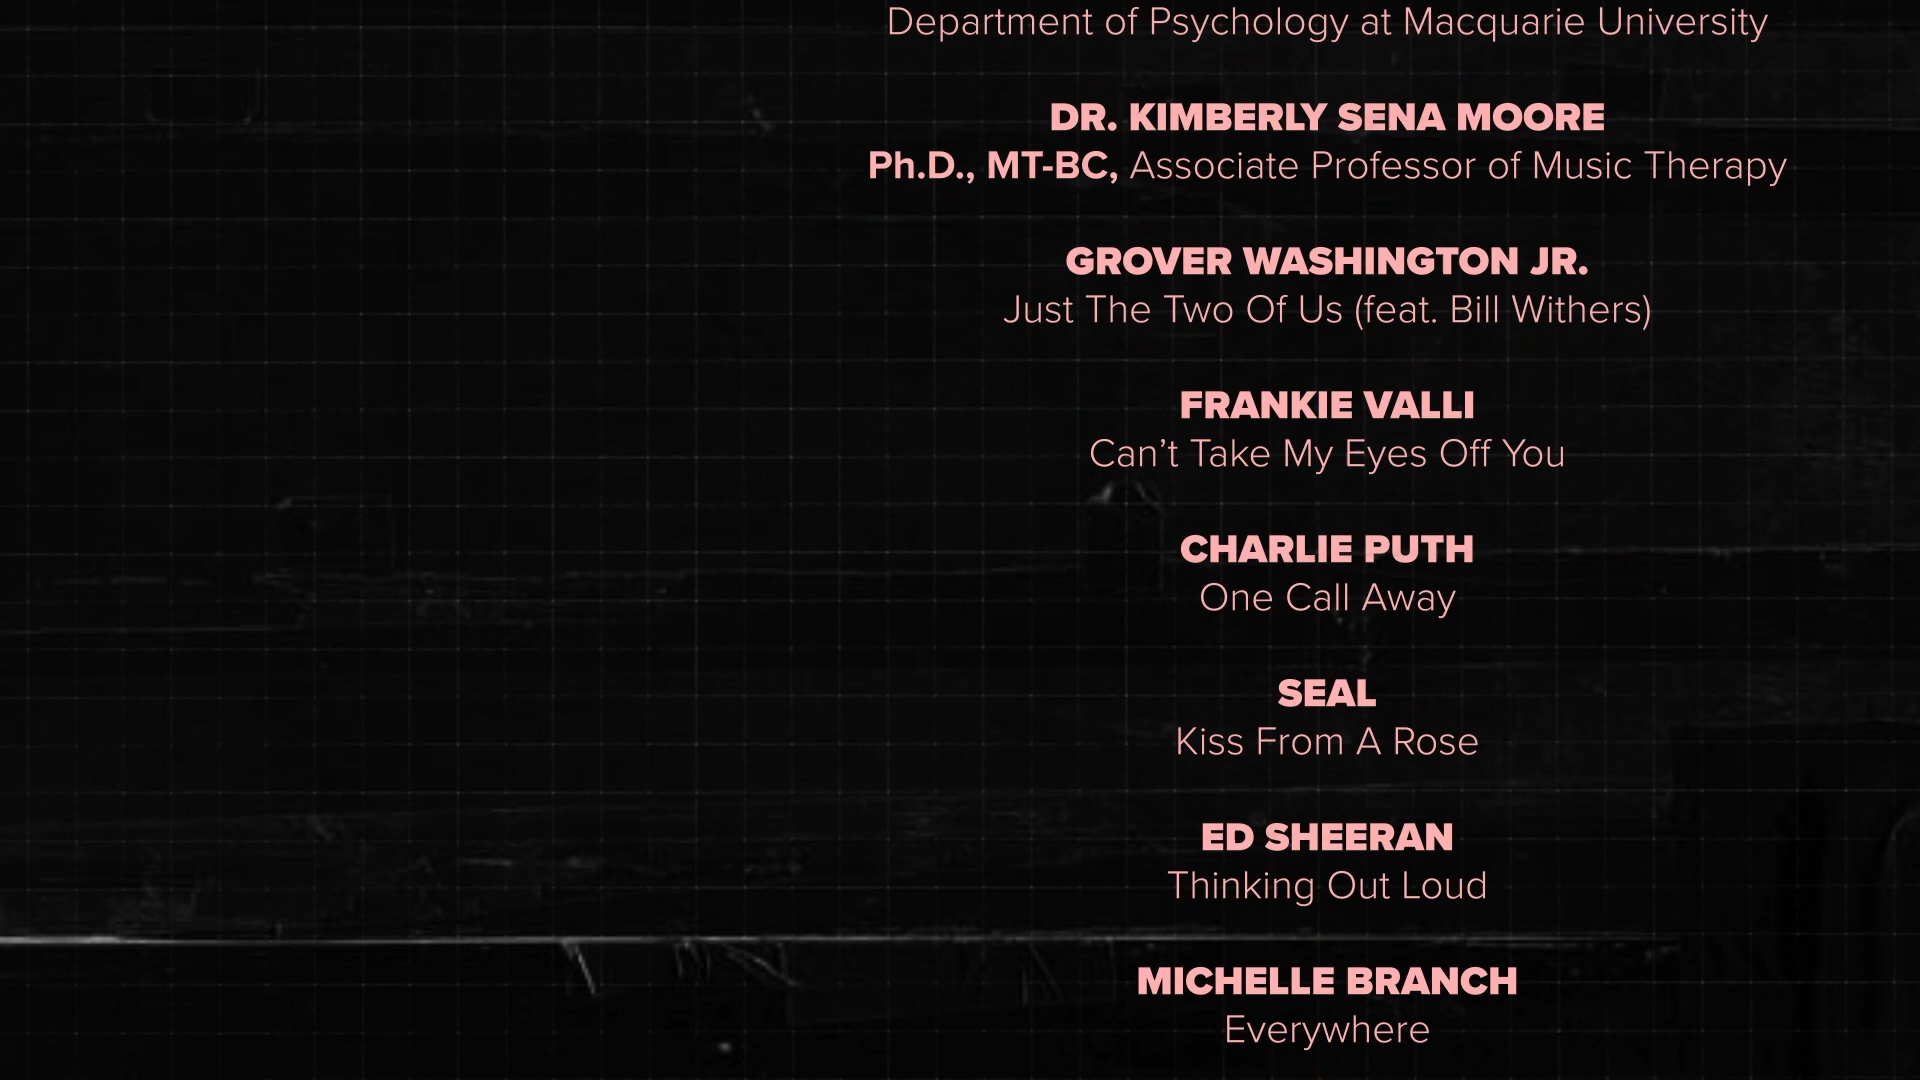 Department of Psychology at Macquarie University
DR. KIMBERLY SENA MOORE
Ph.D., MT-BC, Associate Professor of Music Therapy
GROVER WASHINGTON JR.
Just The Two Of Us (feat. Bill Withers)
FRANKIE VALLI
Can’t Take My Eyes Off You
CHARLIE PUTH
One Call Away
SEAL
Kiss From A Rose
ED SHEERAN
Thinking Out Loud
MICHELLE BRANCH
Everywhere